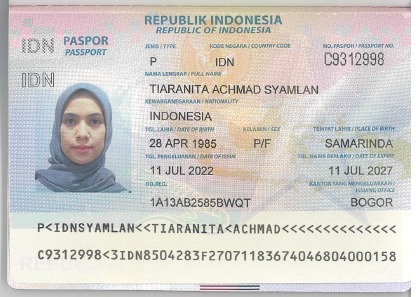 REPUBLIK INDONESIA
REPUBLIC OF INDONESIA
IDN PASPOR
PASSPORT
IDN
JENIS / TYPE KODE NEGARA / COUNTRY CODE NO. PASPOR / PASSPORT NO.
P IDN C9312998
NAMA LENGKAP / FULL NAME
TIARANITA ACHMAD SYAMLAN
KEWARGANEGARAAN / NATIONALITY
INDONESIA
TGL. LAHIR / DATE OF BIRTH KELAMIN / SEX TEMPAT LAHIR / PLACE OF BIRTH
28 APR 1985 P/F SAMARINDA
TGL. PENGELUARAN / DATE OF ISSUE TGL. HABIS BERLAKU / DATE OF EXPIRE
11 JUL 2022 11 JUL 2027
NO.REG. KANTOR YANG MENGELUARKAN /
ISSUING OFFICE
1A13AB2585BWQT BOGOR
P<IDNSYAMLAN<<TIARANITA<ACHMAD<<<<<<<<<<<<<<
C9312998<3IDN8504283F2707118367404680400015​8